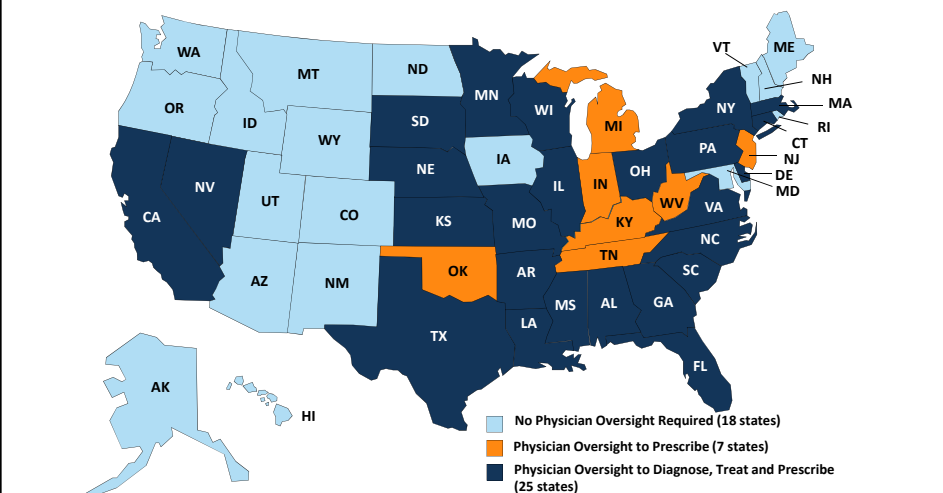 WA
MT
ND
MN
VT
ME
NH
OR
ID
SD
WI
MI
NY
MA
RI
WY
IA
NE
CT
NJ
PA
OH
IN
IL
DE
MD
NV
UT
CO
KS
MO
WV
VA
KY
CA
NC
TN
AZ
NM
OK
AR
SC
MS
AL
GA
LA
TX
FL
AK
HI
No Physician Oversight Required (18 states)
Physician Oversight to Prescribe (7 states)
Physician Oversight to Diagnose, Treat and Prescribe
(25 states)